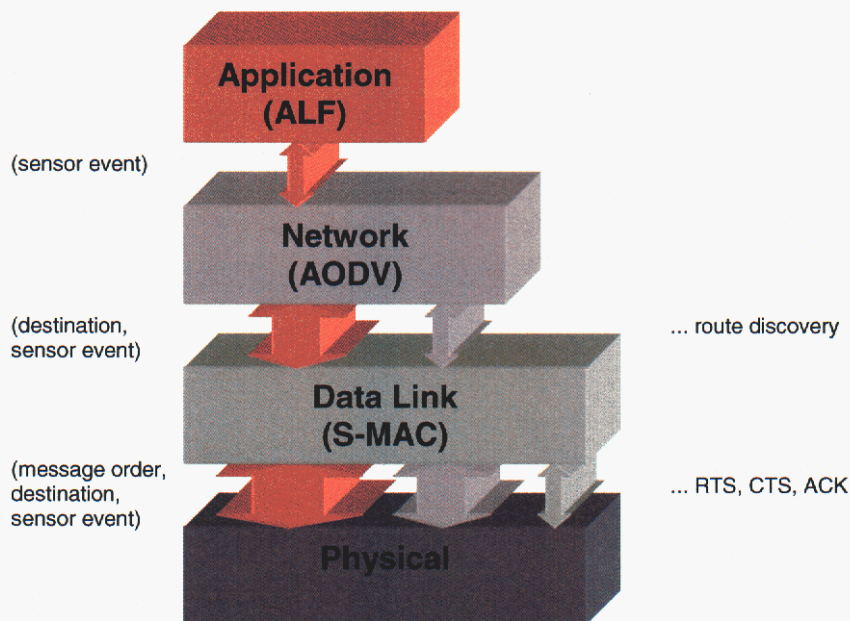 Application
(ALF)
(sensor event)
Network
(AODV)
(destination,
sensor event)
... route discovery
Data Link
(S-MAC)
(message order,
destination,
sensor event)
... RTS, CTS, ACK
Physical